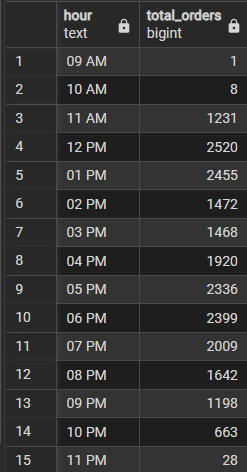 hour total_orders
text bigint
1 09 AM 1
2 10 AM 8
3 11 AM 1231
4 12 PM 2520
5 01 PM 2455
6 02 PM 1472
7 03 PM 1468
8 04 PM 1920
9 05 PM 2336
10 06 PM 2399
11 07 PM 2009
12 08 PM 1642
13 09 PM 1198
14 10 PM 663
15 11 PM 28